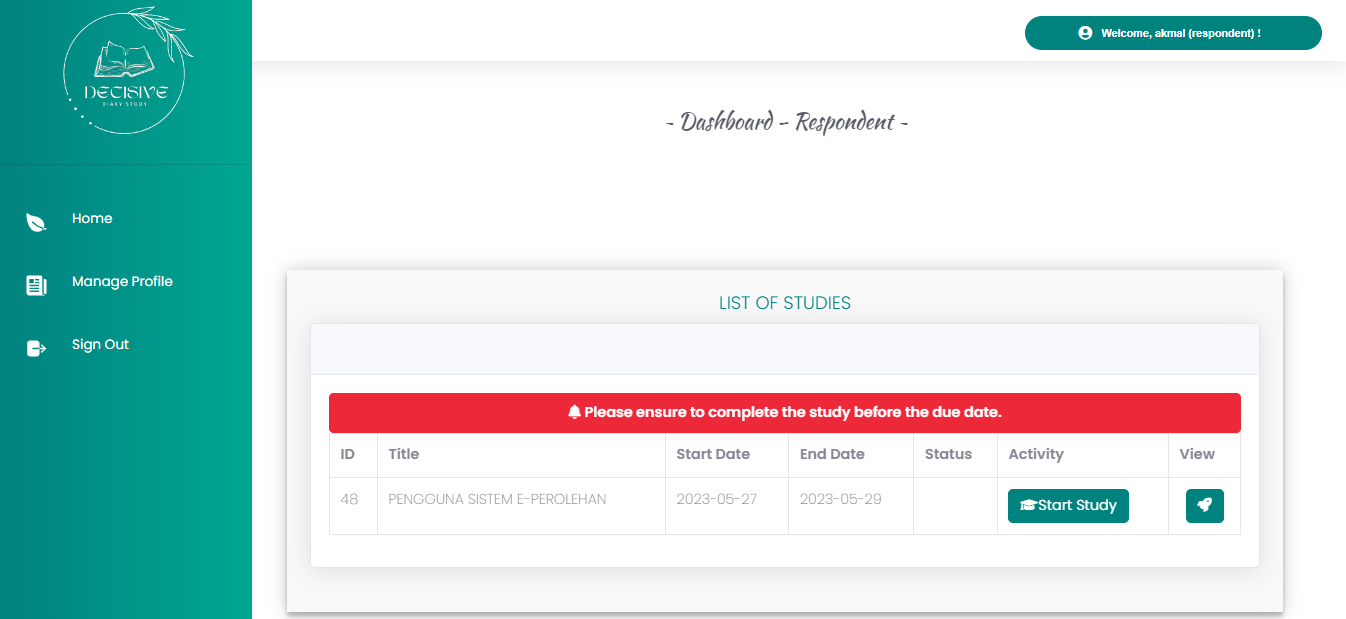 DECISIVE
DIARY STUDY
Welcome, akmal (respondent) !
~ Dashboard - Respondent ~
Home
Manage Profile
Sign Out
LIST OF STUDIES
Please ensure to complete the study before the due date.
ID Title Start Date End Date Status Activity View
48 PENGGUNA SISTEM E-PEROLEHAN 2023-05-27 2023-05-29 Start Study